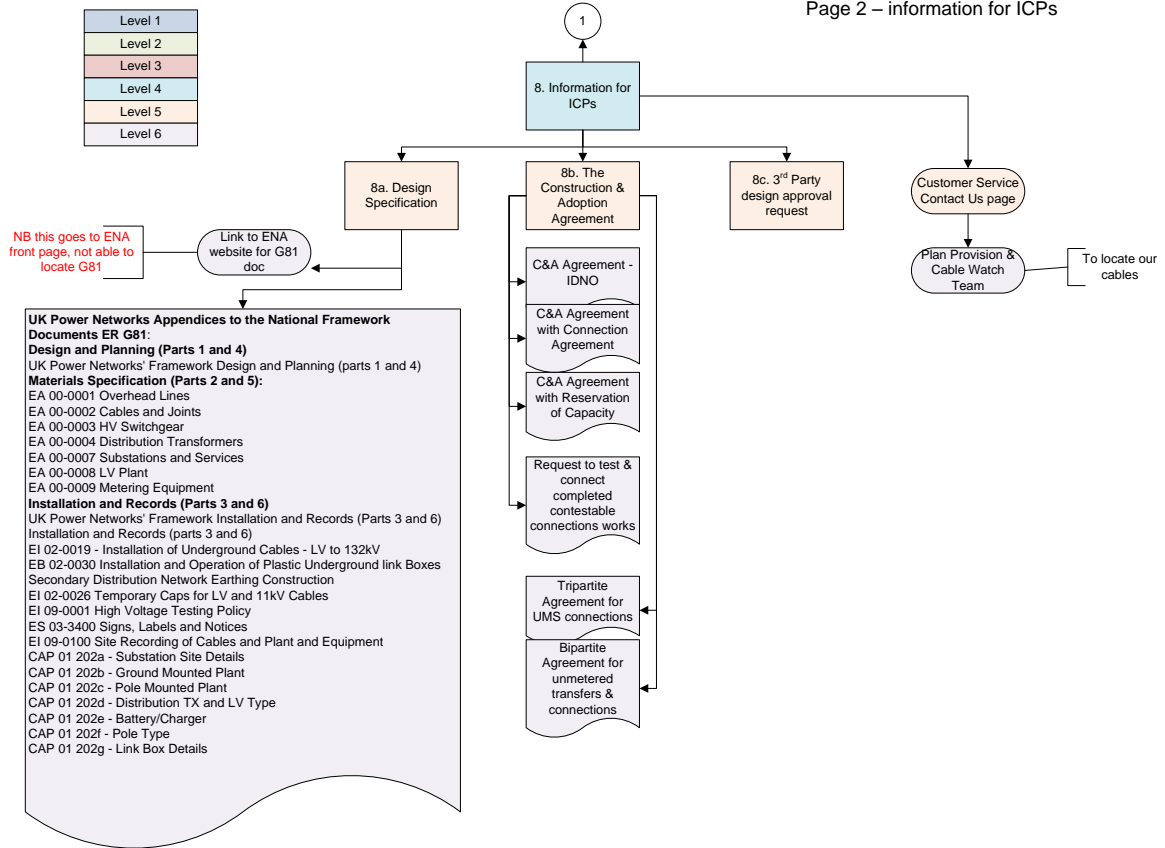 Page 2 – information for ICPs
Level 1
Level 2
Level 3
Level 4
Level 5
Level 6
1
8. Information for
ICPs
8a. Design
Specification
8b. The
Construction &
Adoption
Agreement
8c. 3rd Party
design approval
request
Customer Service
Contact Us page
NB this goes to ENA
front page, not able to
locate G81
Link to ENA
website for G81
doc
Plan Provision &
Cable Watch
Team
To locate our
cables
UK Power Networks Appendices to the National Framework
Documents ER G81:
Design and Planning (Parts 1 and 4)
UK Power Networks' Framework Design and Planning (parts 1 and 4)
Materials Specification (Parts 2 and 5):
EA 00-0001 Overhead Lines
EA 00-0002 Cables and Joints
EA 00-0003 HV Switchgear
EA 00-0004 Distribution Transformers
EA 00-0007 Substations and Services
EA 00-0008 LV Plant
EA 00-0009 Metering Equipment
Installation and Records (Parts 3 and 6)
UK Power Networks' Framework Installation and Records (Parts 3 and 6)
Installation and Records (parts 3 and 6)
EI 02-0019 - Installation of Underground Cables - LV to 132kV
EB 02-0030 Installation and Operation of Plastic Underground link Boxes
Secondary Distribution Network Earthing Construction
EI 02-0026 Temporary Caps for LV and 11kV Cables
EI 09-0001 High Voltage Testing Policy
ES 03-3400 Signs, Labels and Notices
EI 09-0100 Site Recording of Cables and Plant and Equipment
CAP 01 202a - Substation Site Details
CAP 01 202b - Ground Mounted Plant
CAP 01 202c - Pole Mounted Plant
CAP 01 202d - Distribution TX and LV Type
CAP 01 202e - Battery/Charger
CAP 01 202f - Pole Type
CAP 01 202g - Link Box Details
C&A Agreement -
IDNO
C&A Agreement
with Connection
Agreement
C&A Agreement
with Reservation
of Capacity
Request to test &
connect
completed
contestable
connections works
Tripartite
Agreement for
UMS connections
Bipartite
Agreement for
unmetered
transfers &
connections